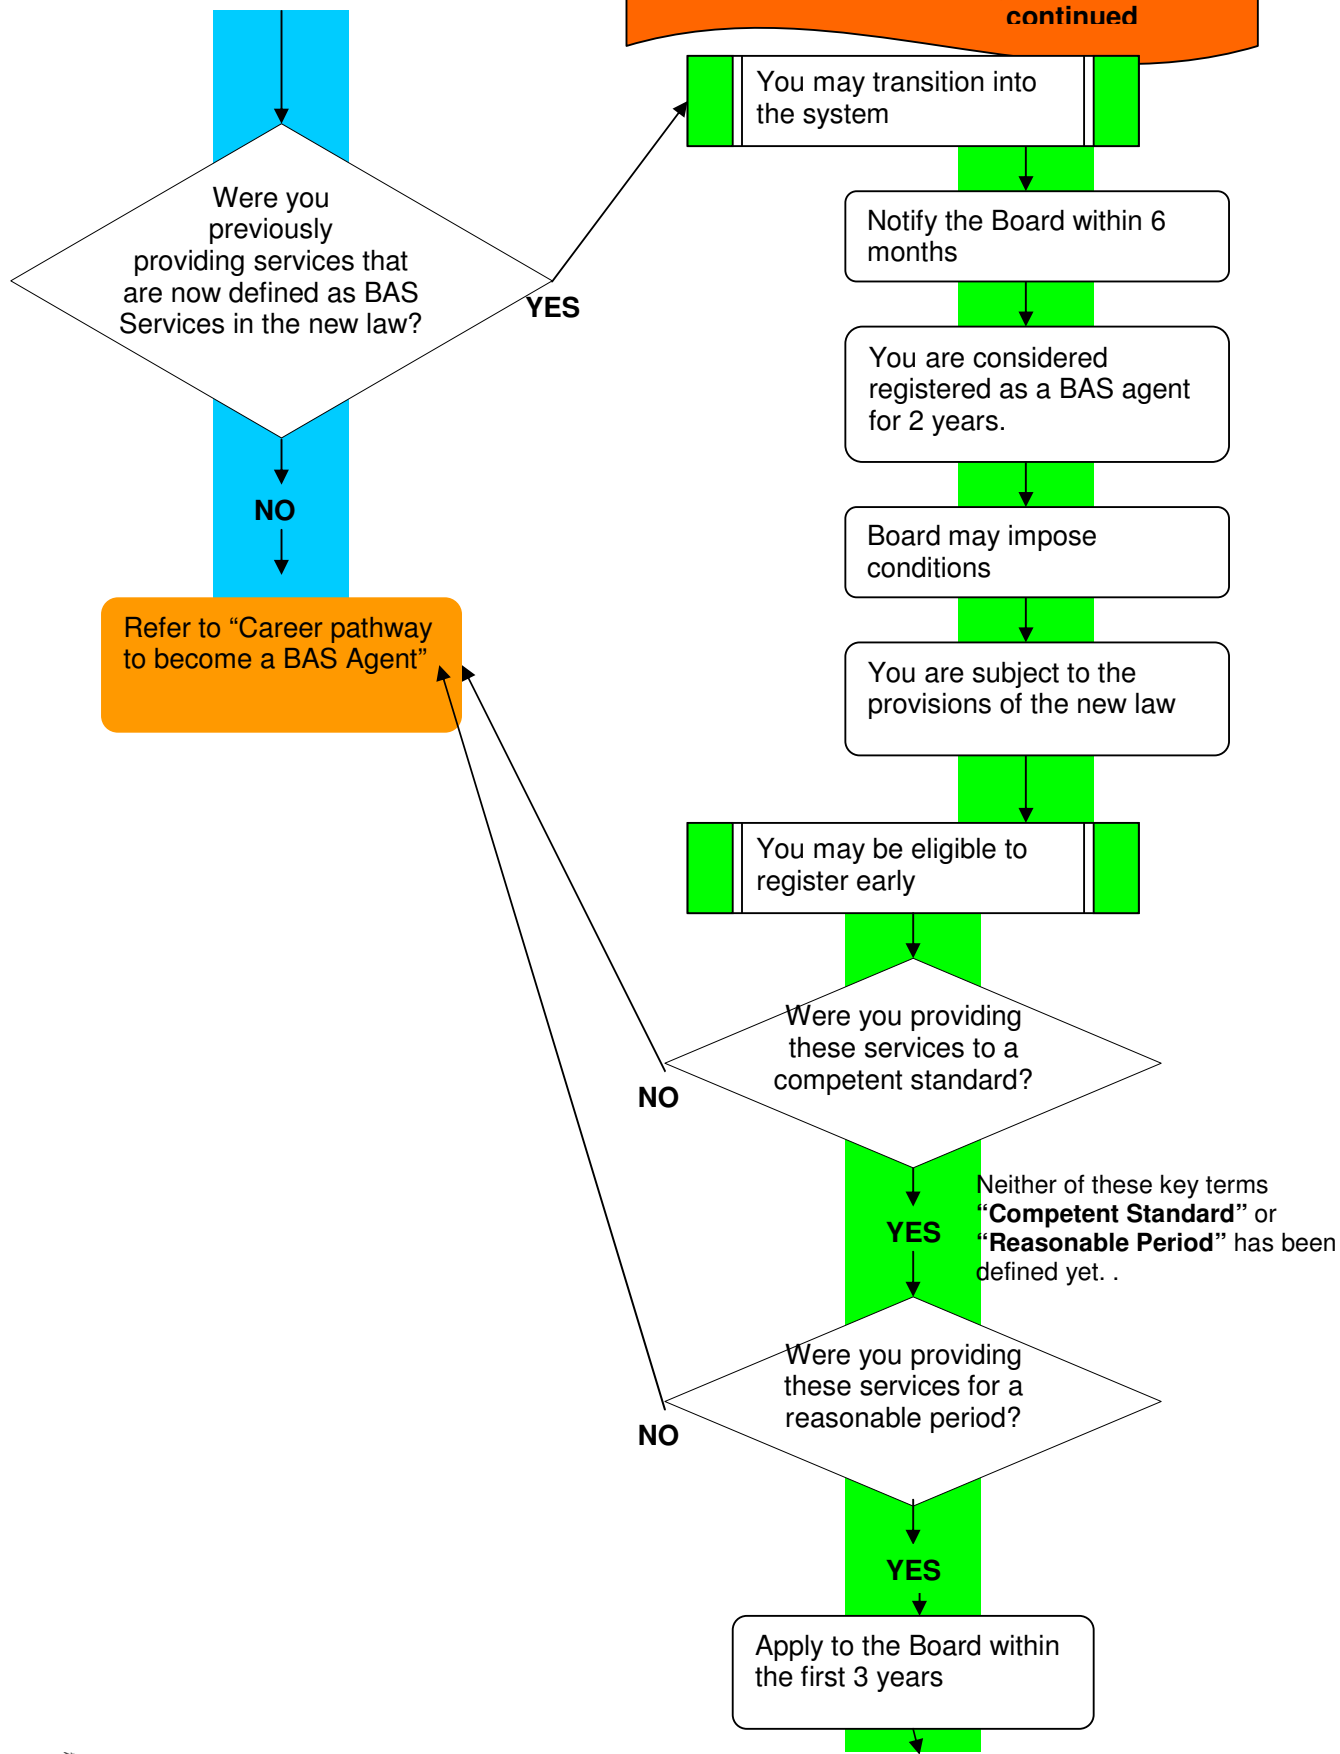 continued
You may transition into
the system
Were you
previously
providing services that
are now defined as BAS
Services in the new law?
YES
Notify the Board within 6
months
You are considered
registered as a BAS agent
for 2 years.
NO
Board may impose
conditions
Refer to “Career pathway
to become a BAS Agent”
You are subject to the
provisions of the new law
You may be eligible to
register early
Were you providing
these services to a
competent standard?
NO
YES
Neither of these key terms
“Competent Standard” or
“Reasonable Period” has been
defined yet. .
Were you providing
these services for a
reasonable period?
NO
YES
Apply to the Board within
the first 3 years